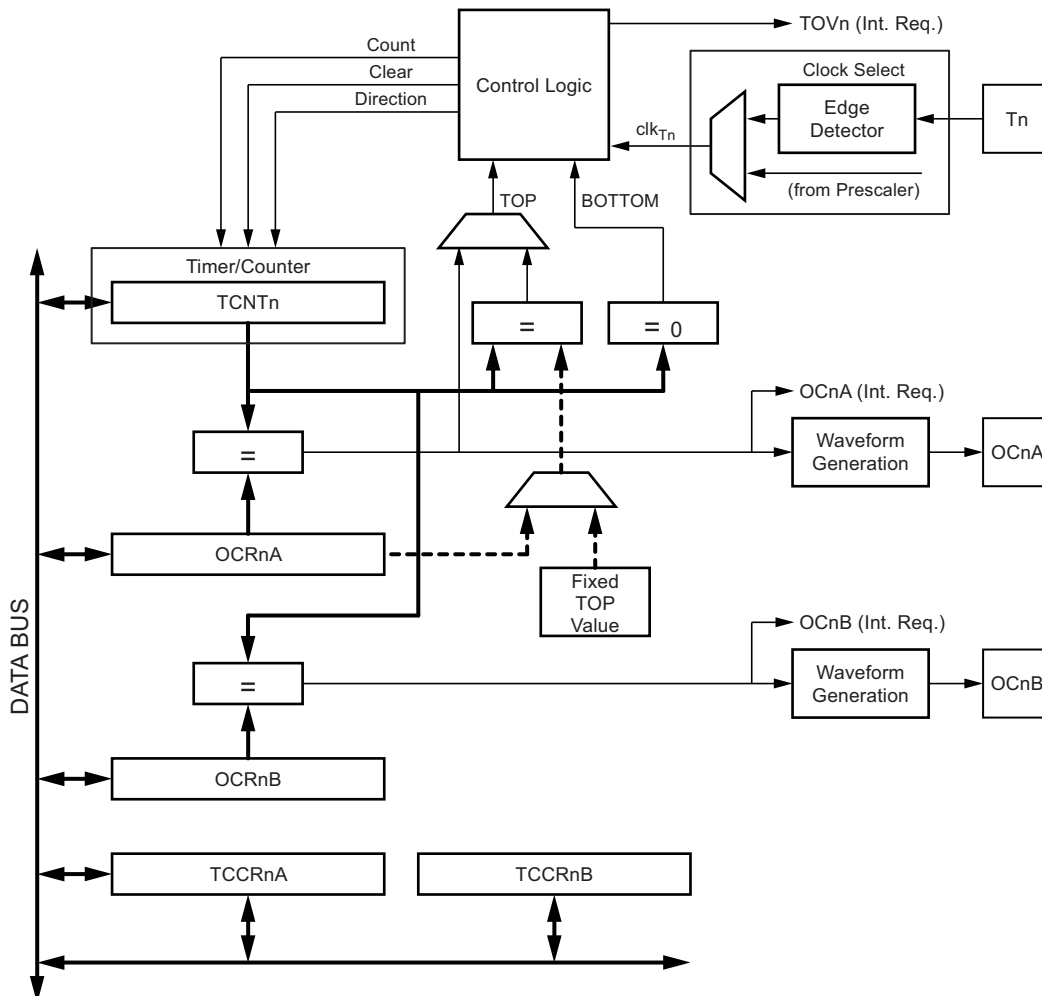 TOVn (Int. Req.)
Count
Clear
Direction
Control Logic
Clock Select
Edge
Detector
Tn
clkTn
(from Prescaler)
TOP
BOTTOM
Timer/Counter
TCNTn
=
= 0
OCnA (Int. Req.)
=
Waveform
Generation
OCnA
OCRnA
Fixed
TOP
Value
OCnB (Int. Req.)
=
Waveform
Generation
OCnB
DATA BUS
OCRnB
TCCRnA
TCCRnB